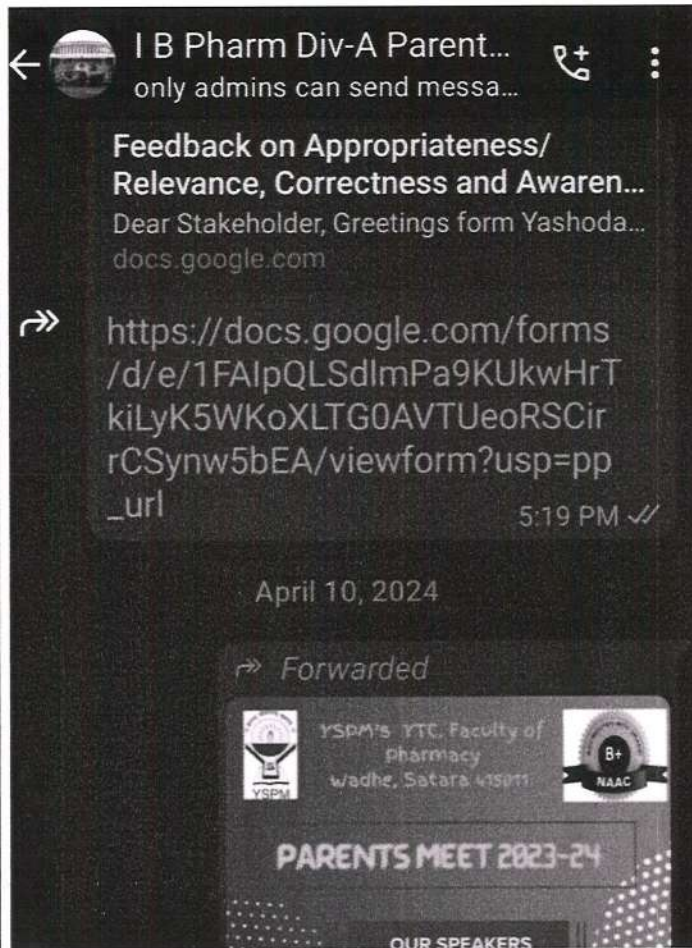 I B Pharm Div-A Parent...
only admins can send messa...
Feedback on Appropriateness/
Relevance, Correctness and Awaren...
Dear Stakeholder, Greetings form Yashoda...
docs.google.com
https://docs.google.com/forms
/d/e/1FAIpQLSdlmPa9KUkwHrT
kiLyK5WKoXLTG0AVTUeoRSCir
rCSynw5bEA/viewform?usp=pp
_url
5:19 PM
April 10, 2024
Forwarded
YSPM's YTC, Faculty of
Pharmacy
Wadhe, Satara 415011
YSPM
B+
NAAC
PARENTS MEET 2023-24
OUR SPEAKERS